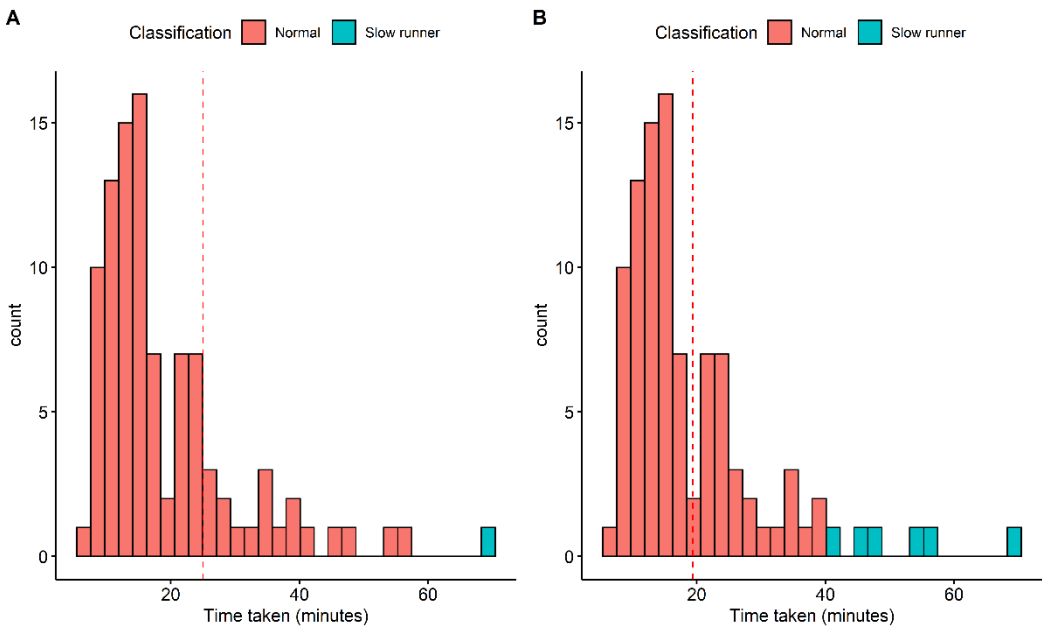 A
Classification Normal Slow runner
15
10
5
0
count
20 40 60
Time taken (minutes)
B
Classification Normal Slow runner
15
10
5
0
count
20 40 60
Time taken (minutes)